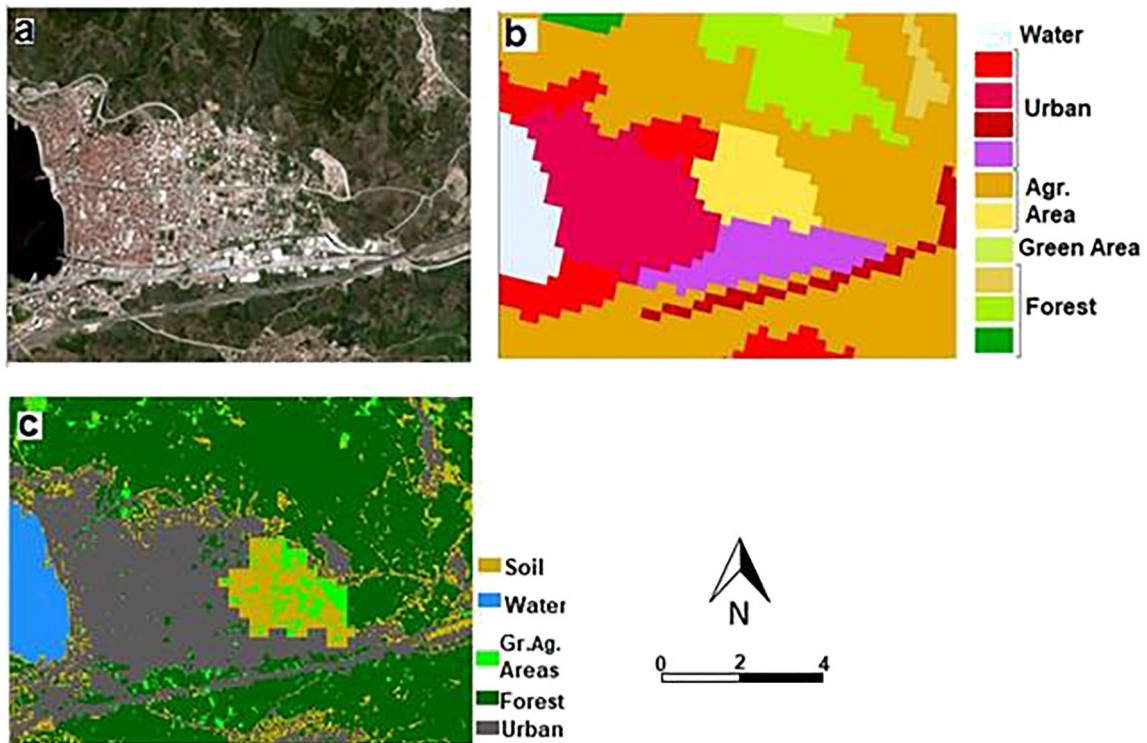 a
b
Water
Urban
Agr.
Area
Green Area
Forest
c
Soil
Water
Gr.Ag.
Areas
Forest
Urban
N
0 2 4